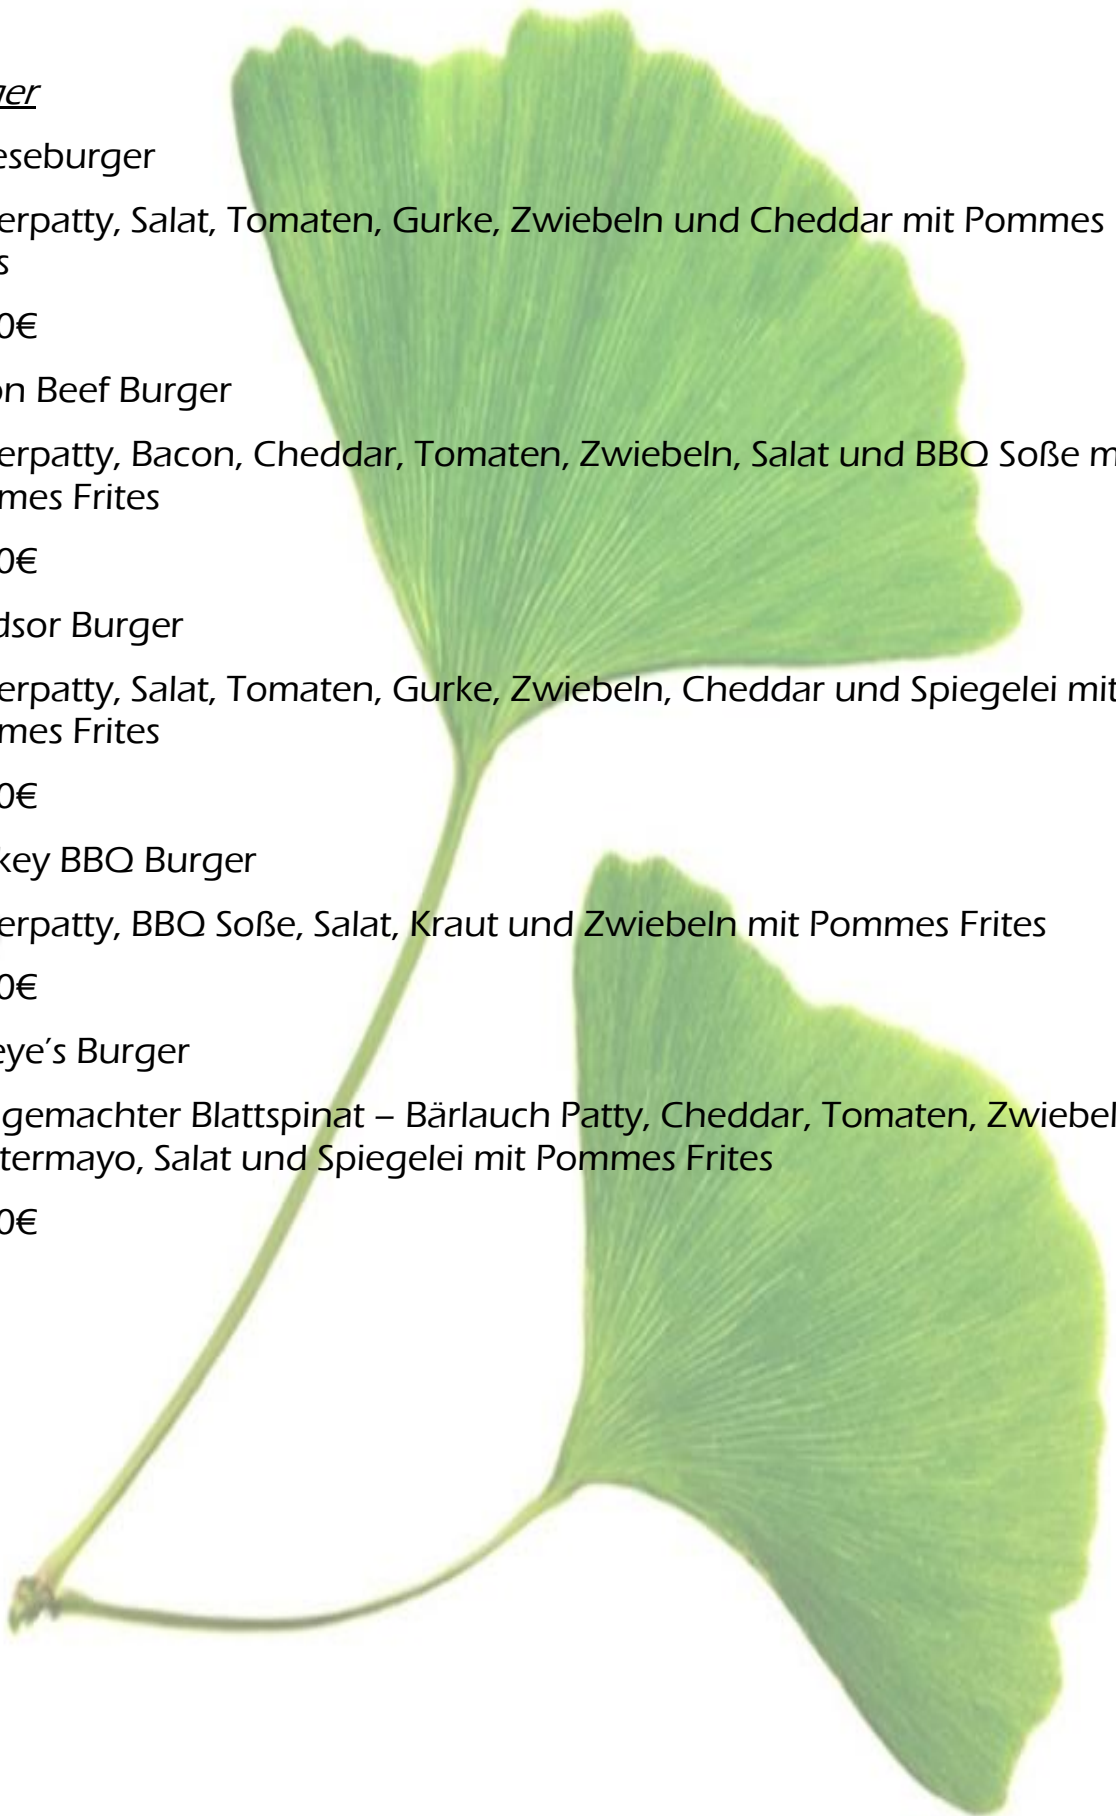 ger
eseburger
erpatty, Salat, Tomaten, Gurke, Zwiebeln und Cheddar mit Pommes
s
0€
on Beef Burger
erpatty, Bacon, Cheddar, Tomaten, Zwiebeln, Salat und BBQ Soße m
mes Frites
0€
dsor Burger
erpatty, Salat, Tomaten, Gurke, Zwiebeln, Cheddar und Spiegelei mit
mes Frites
0€
key BBQ Burger
erpatty, BBQ Soße, Salat, Kraut und Zwiebeln mit Pommes Frites
0€
eye’s Burger
gemachter Blattspinat – Bärlauch Patty, Cheddar, Tomaten, Zwiebel
termayo, Salat und Spiegelei mit Pommes Frites
0€